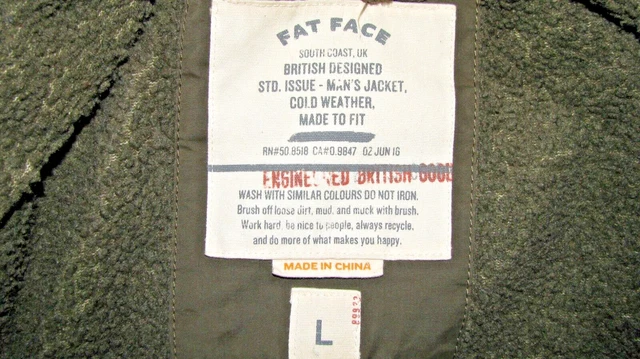 FAT FACE
SOUTH COAST, UK
BRITISH DESIGNED
STD. ISSUE - MAN'S JACKET,
COLD WEATHER,
MADE TO FIT
RN#50.8518 CA#0.9847 02 JUN 16
BRITISH
WASH WITH SIMILAR COLOURS DO NOT IRON.
Brush off loose dirt, mud, and muck with brush.
Work hard, be nice to people, always recycle,
and do more of what makes you happy.
MADE IN CHINA
L